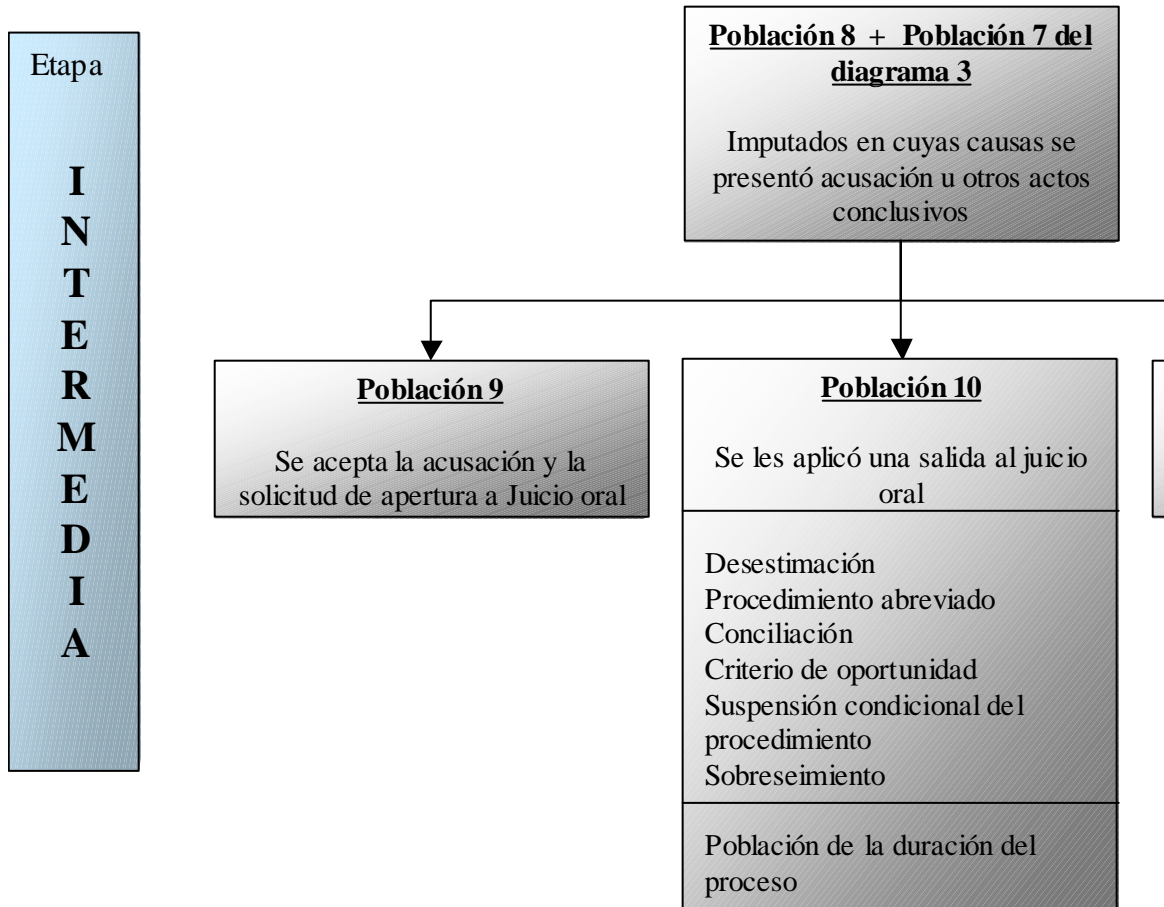 Etapa
INTERMEDIA
Población 8 + Población 7 del
diagrama 3
Imputados en cuyas causas se
presentó acusación u otros actos
conclusivos
Población 9
Se acepta la acusación y la
solicitud de apertura a Juicio oral
Población 10
Se les aplicó una salida al juicio
oral
Desestimación
Procedimiento abreviado
Conciliación
Criterio de oportunidad
Suspensión condicional del
procedimiento
Sobreseimiento
Población de la duración del
proceso